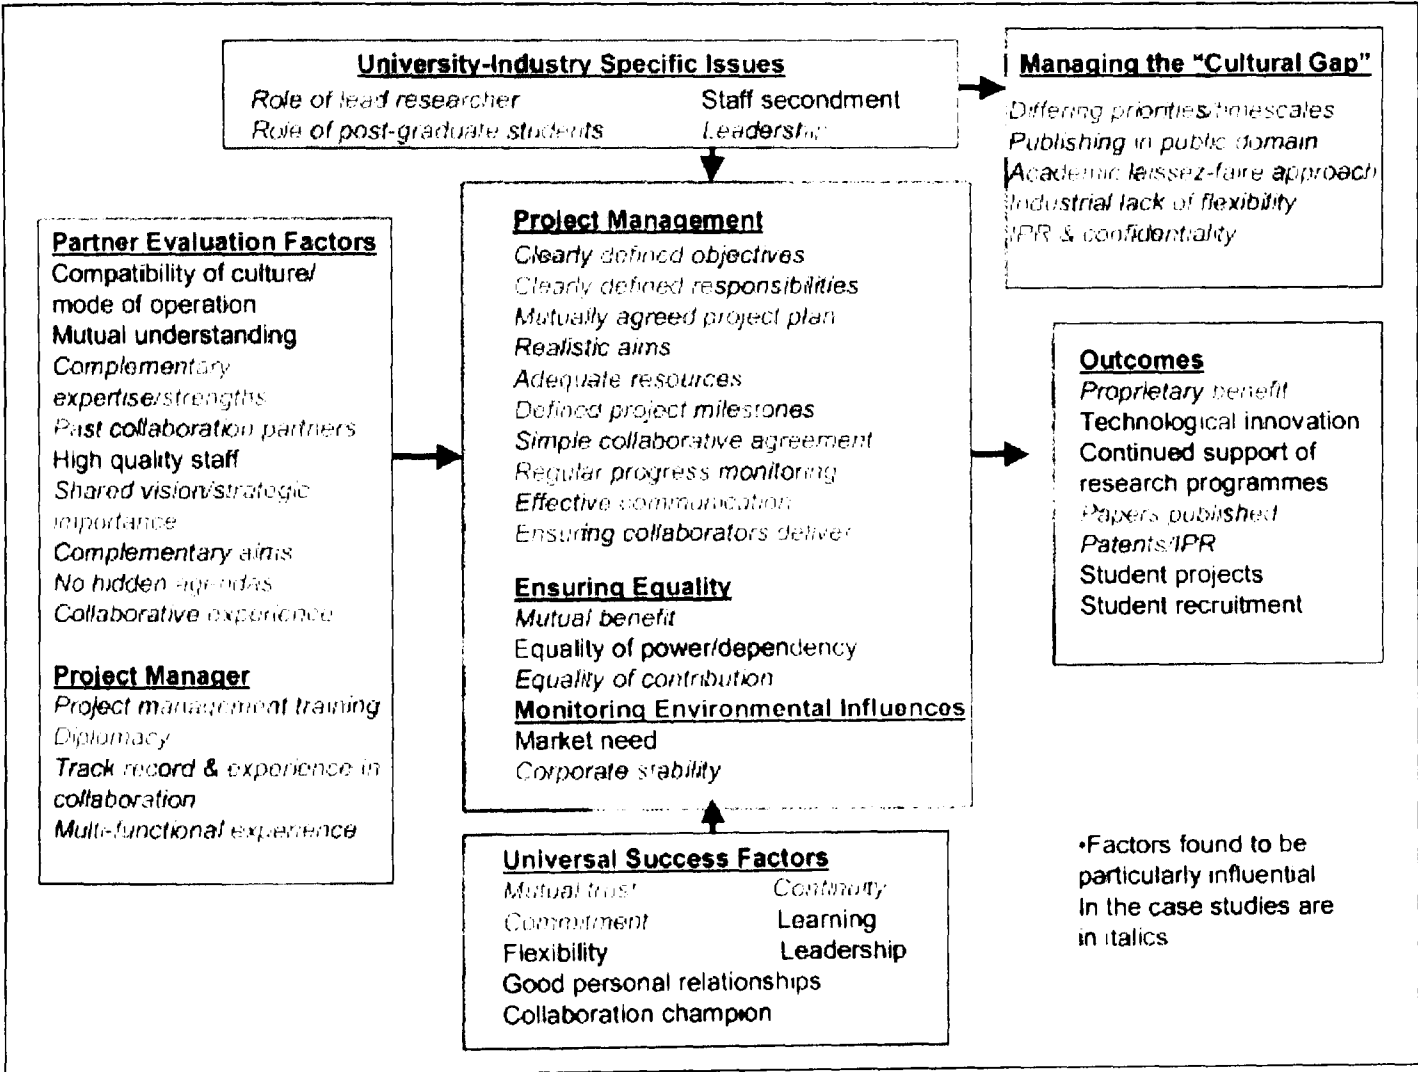 University-Industry Specific Issues
Role of lead researcher Staff secondment
Role of post-graduate students Leadership
Managing the "Cultural Gap"
Differing priorities/timescales
Publishing in public domain
Academic laissez-faire approach
Industrial lack of flexibility
IPR & confidentiality
Partner Evaluation Factors
Compatibility of culture/
mode of operation
Mutual understanding
Complementary
expertise/strengths
Past collaboration partners
High quality staff
Shared vision/strategic
importance
Complementary aims
No hidden agendas
Collaborative experience
Project Manager
Project management training
Diplomacy
Track record & experience in
collaboration
Multi-functional experience
Project Management
Clearly defined objectives
Clearly defined responsibilities
Mutually agreed project plan
Realistic aims
Adequate resources
Defined project milestones
Simple collaborative agreement
Regular progress monitoring
Effective communication
Ensuring collaborators deliver
Ensuring Equality
Mutual benefit
Equality of power/dependency
Equality of contribution
Monitoring Environmental Influences
Market need
Corporate stability
Outcomes
Proprietary benefit
Technological innovation
Continued support of
research programmes
Papers published
Patents/IPR
Student projects
Student recruitment
Universal Success Factors
Mutual trust Continuity
Commitment Learning
Flexibility Leadership
Good personal relationships
Collaboration champion
•Factors found to be
particularly influential
In the case studies are
in italics